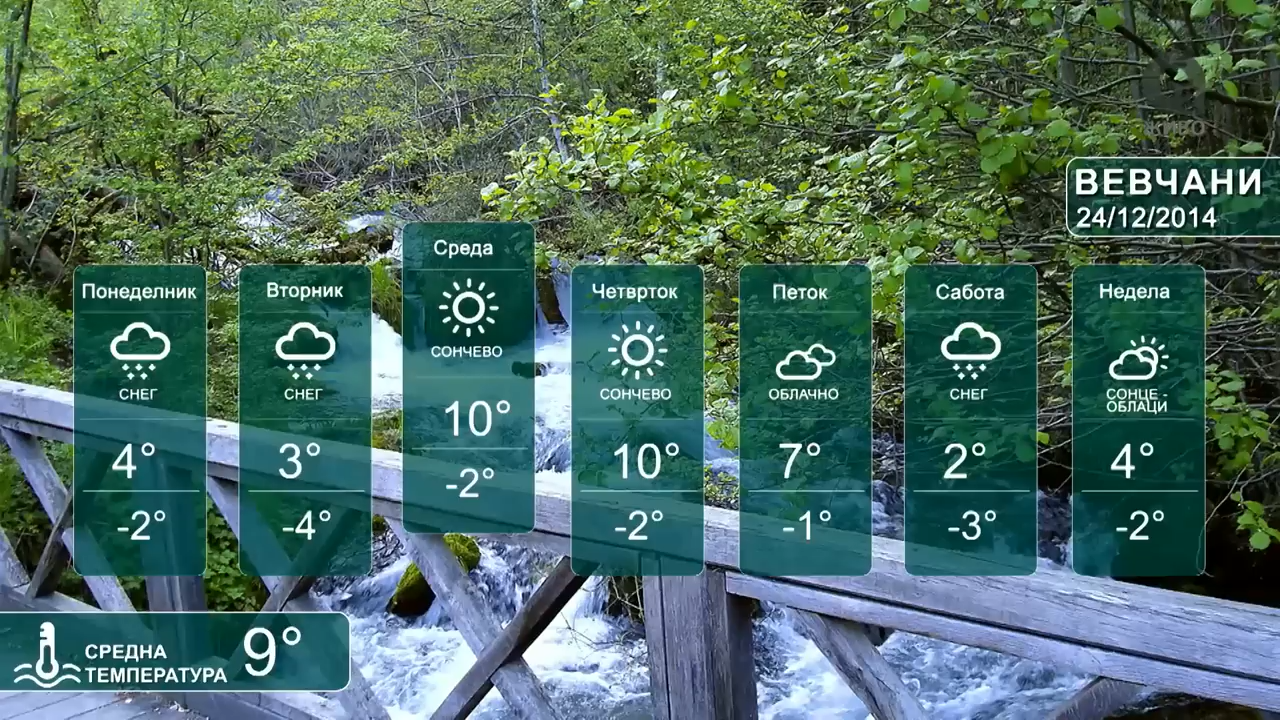 ВЕВЧАНИ
24/12/2014
Понеделник
СНЕГ
4°
-2°
Вторник
СНЕГ
3°
-4°
Среда
СОНЧЕВО
10°
-2°
Четврток
СОНЧЕВО
10°
-2°
Петок
ОБЛАЧНО
7°
-1°
Сабота
СНЕГ
2°
-3°
Недела
СОНЦЕ -
ОБЛАЦИ
4°
-2°
СРЕДНА
ТЕМПЕРАТУРА
9°